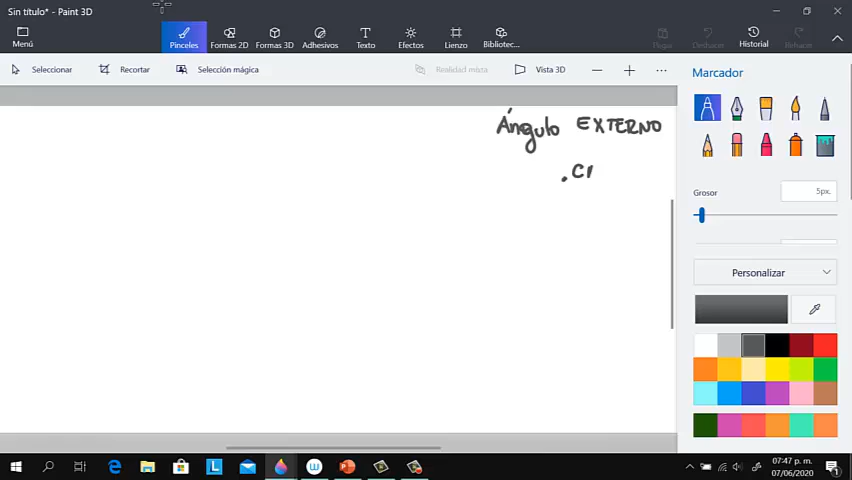 Sin título* - Paint 3D
Menú
Pinceles
Formas 2D
Formas 3D
Adhesivos
Texto
Efectos
Lienzo
Bibliotec...
Pegar
Deshacer
Historial
Rehacer
Seleccionar
Recortar
Selección mágica
Realidad mixta
Vista 3D
Marcador
Ángulo EXTERNO
Grosor
5px.
Personalizar
07:47 p. m.
07/06/2020